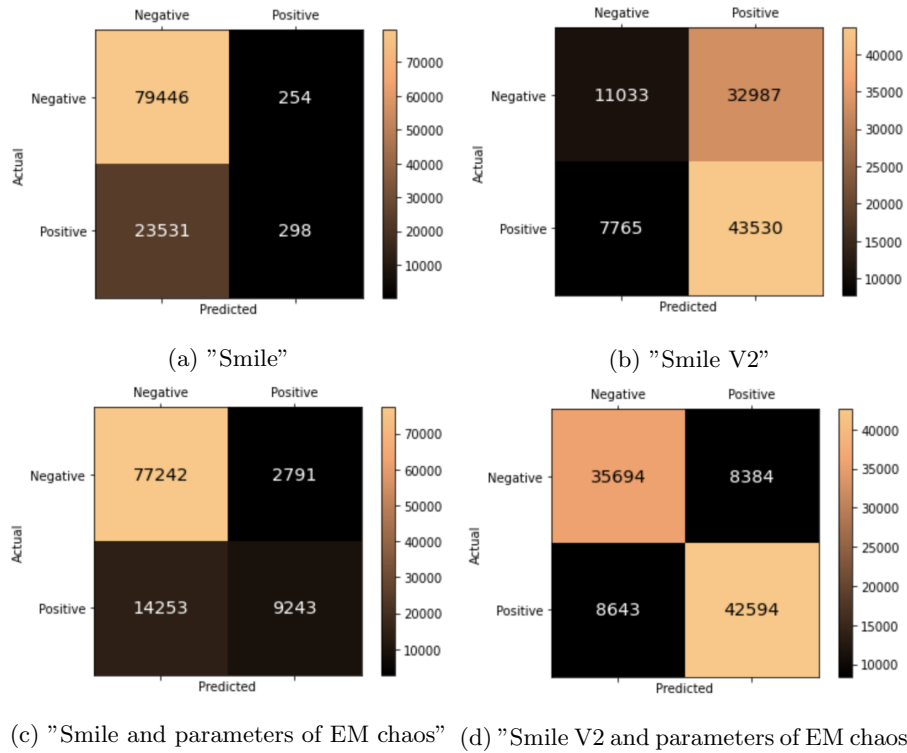 Negative Positive
Negative 79446 254
Positive 23531 298
Actual
Predicted
70000
60000
50000
40000
30000
20000
10000
(a) ”Smile”
Negative Positive
Negative 11033 32987
Positive 7765 43530
Actual
Predicted
40000
35000
30000
25000
20000
15000
10000
(b) ”Smile V2”
Negative Positive
Negative 77242 2791
Positive 14253 9243
Actual
Predicted
70000
60000
50000
40000
30000
20000
10000
(c) ”Smile and parameters of EM chaos”
Negative Positive
Negative 35694 8384
Positive 8643 42594
Actual
Predicted
40000
35000
30000
25000
20000
15000
10000
(d) ”Smile V2 and parameters of EM chaos